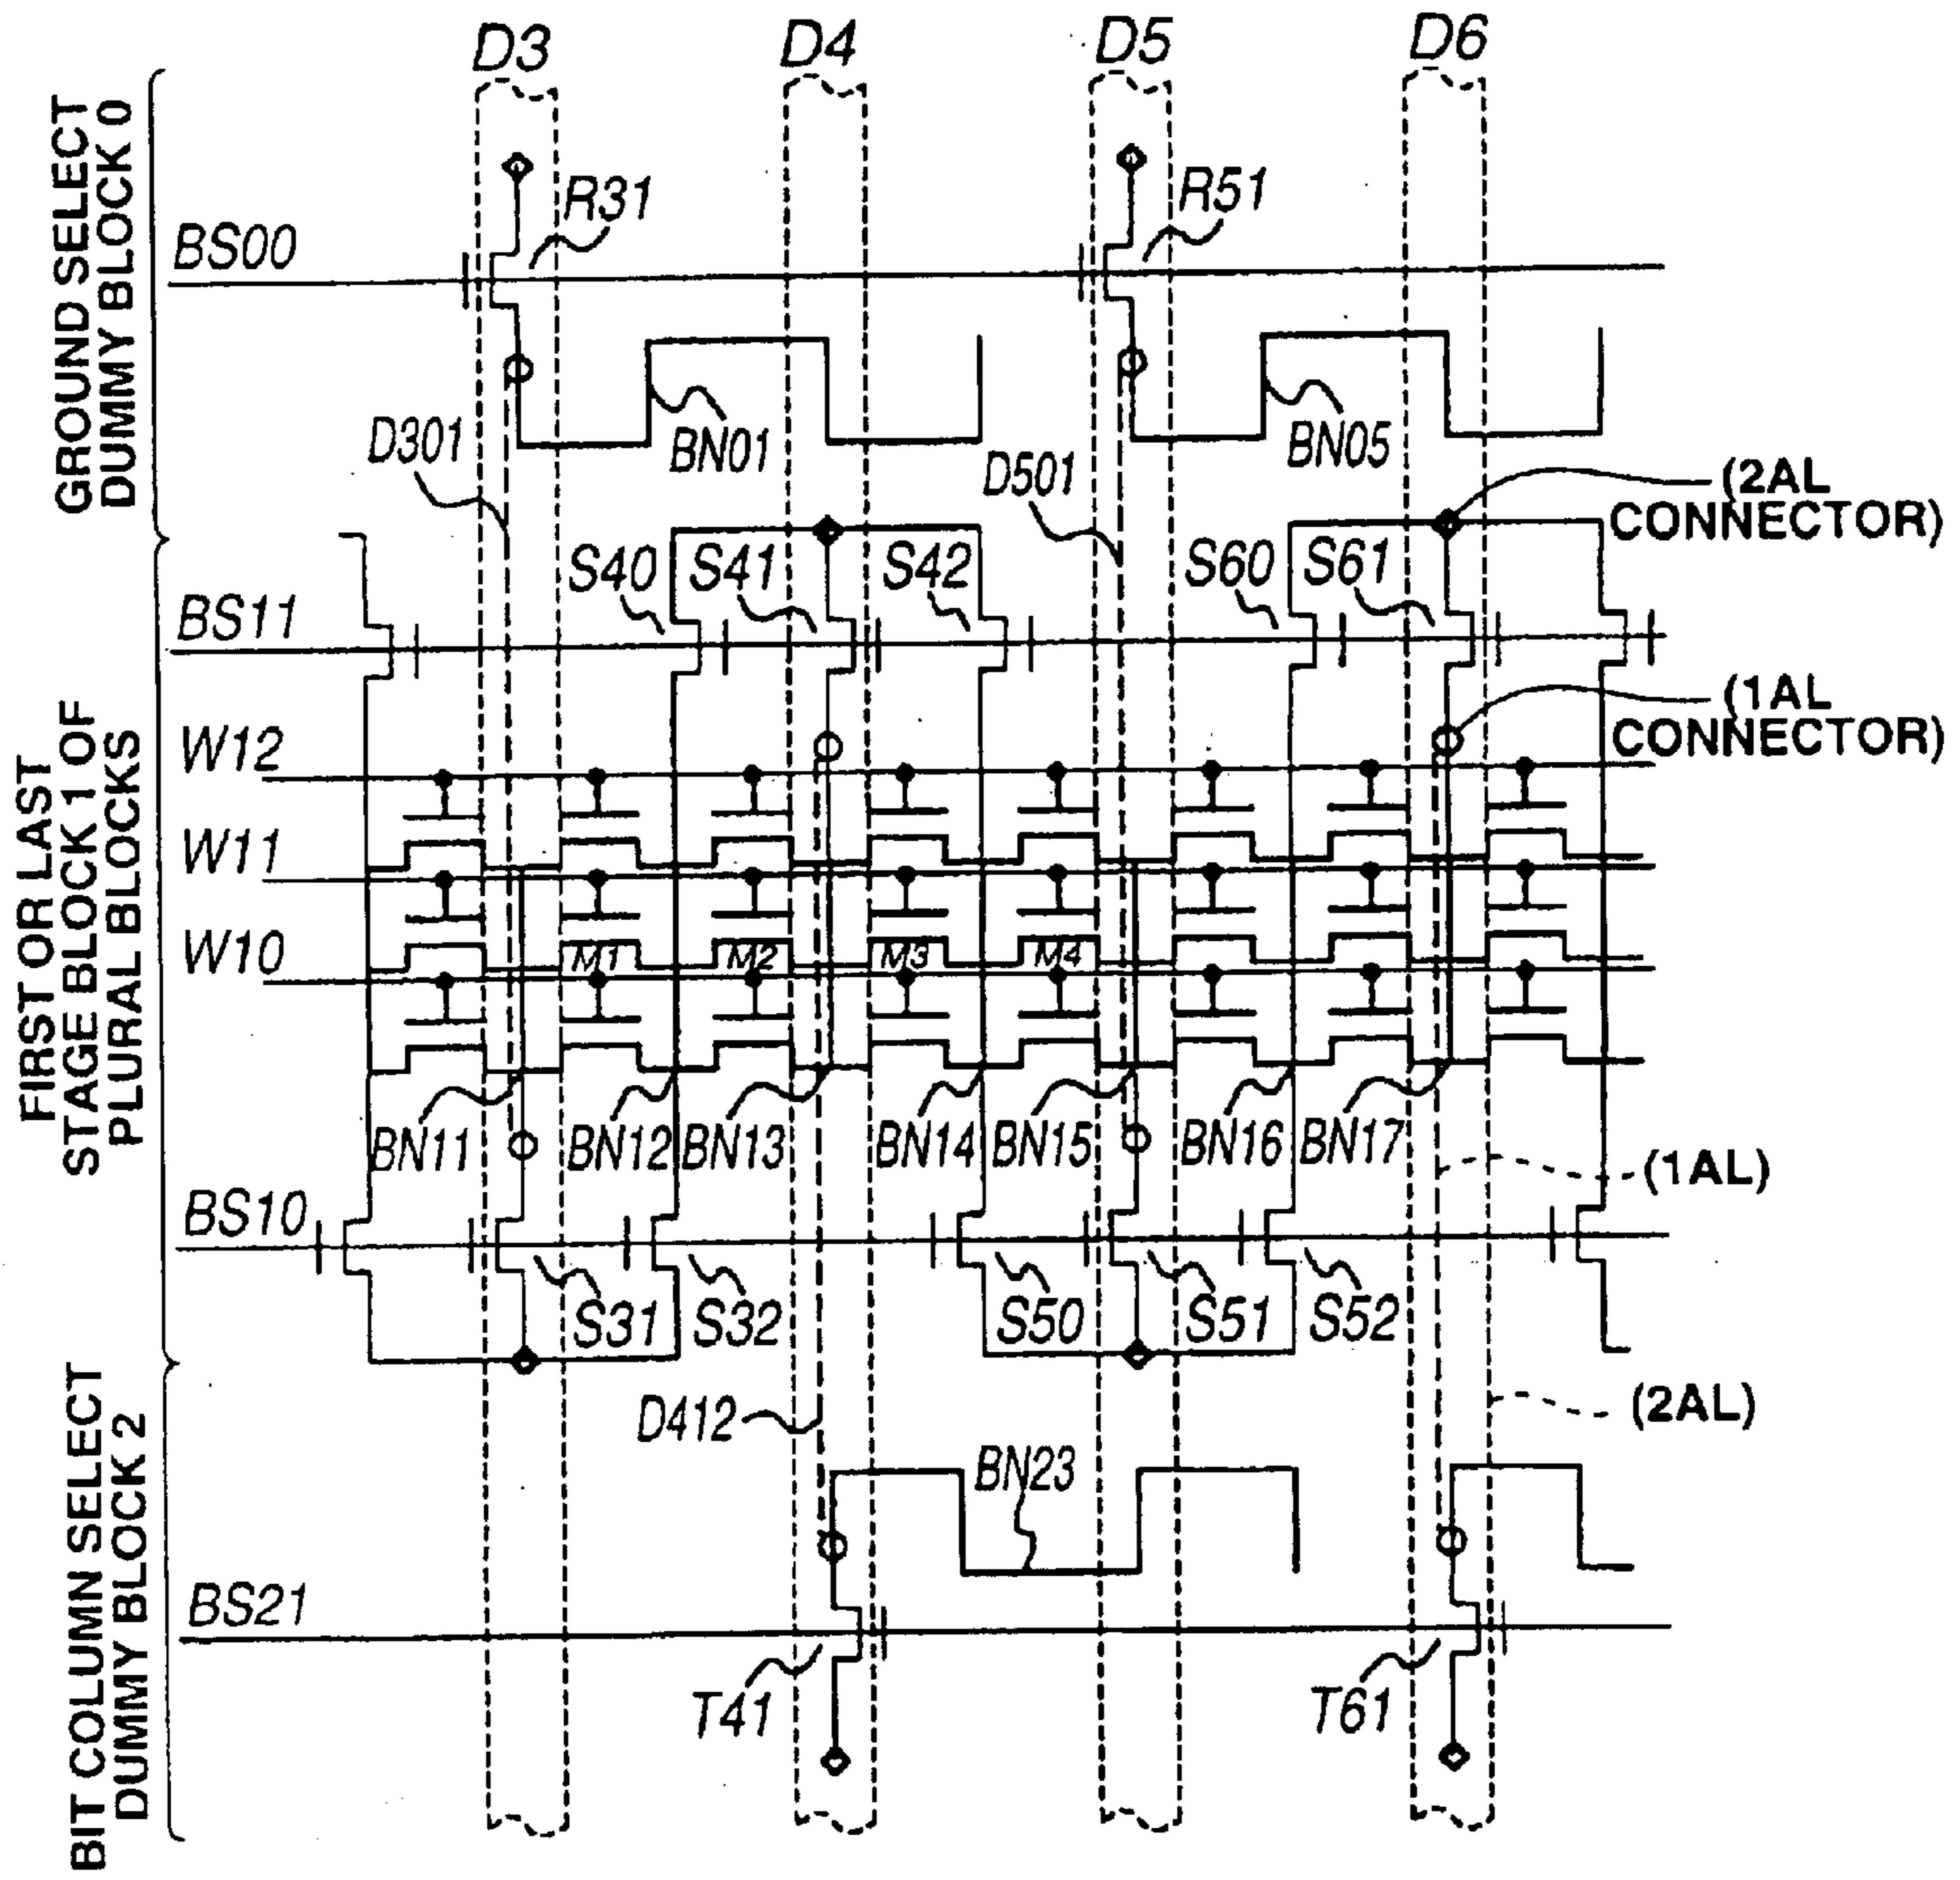 D3 D4 D5 D6
GROUND SELECT
DUMMY BLOCK 0
R31 R51
BS00
D301 BN01 D501 BN05
(2AL
CONNECTOR)
S40 S41 S42 S60 S61
BS11
FIRST OR LAST
STAGE BLOCK 1 OF
PLURAL BLOCKS
(1AL
CONNECTOR)
W12
W11
W10
M1 M2 M3 M4
BN11 BN12 BN13 BN14 BN15 BN16 BN17
(1AL)
BS10
S31 S32 S50 S51 S52
BIT COLUMN SELECT
DUMMY BLOCK 2
D412
(2AL)
BN23
BS21
T41 T61